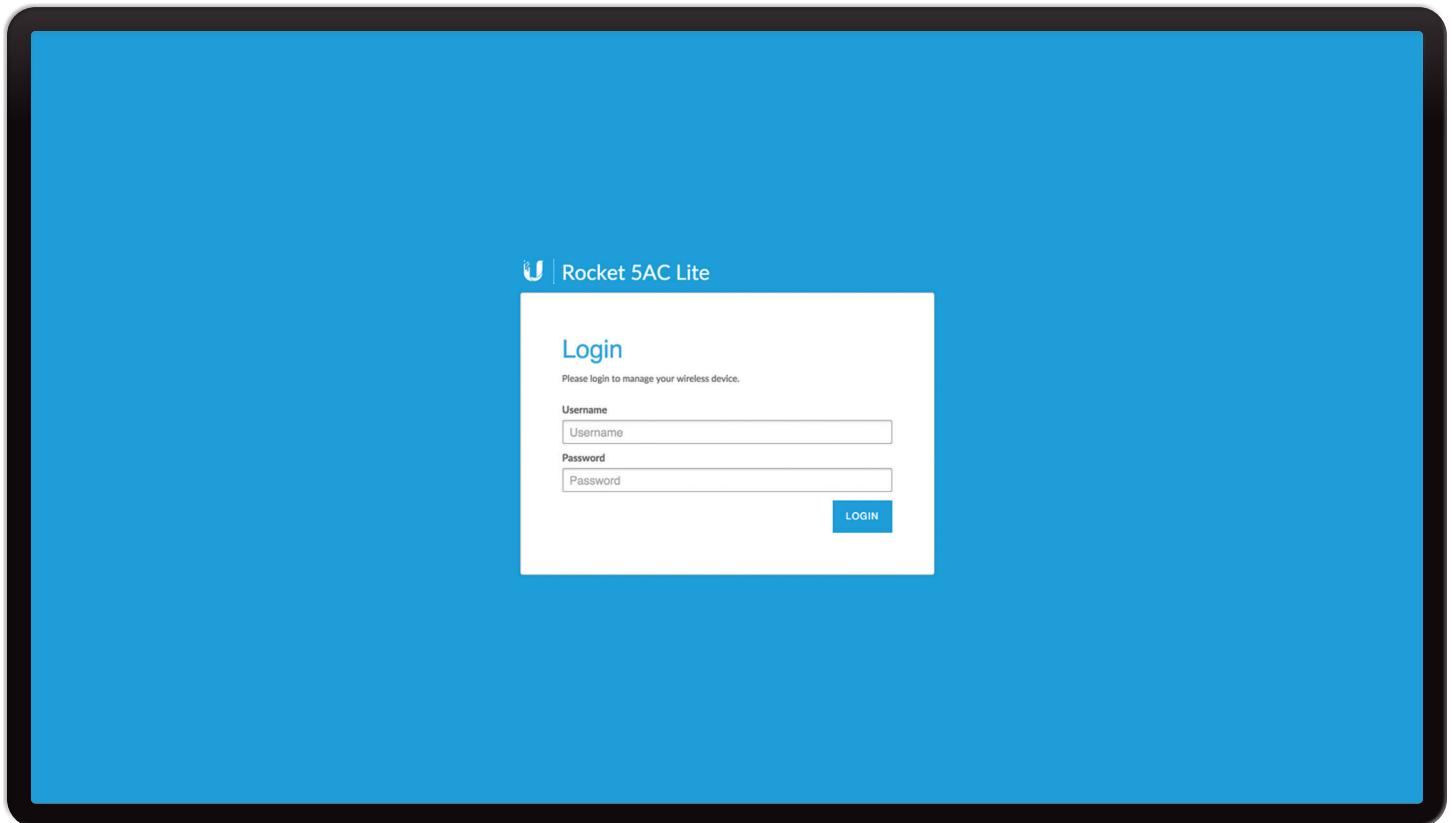 Rocket 5AC Lite
Login
Please login to manage your wireless device.
Username
Username
Password
Password
LOGIN